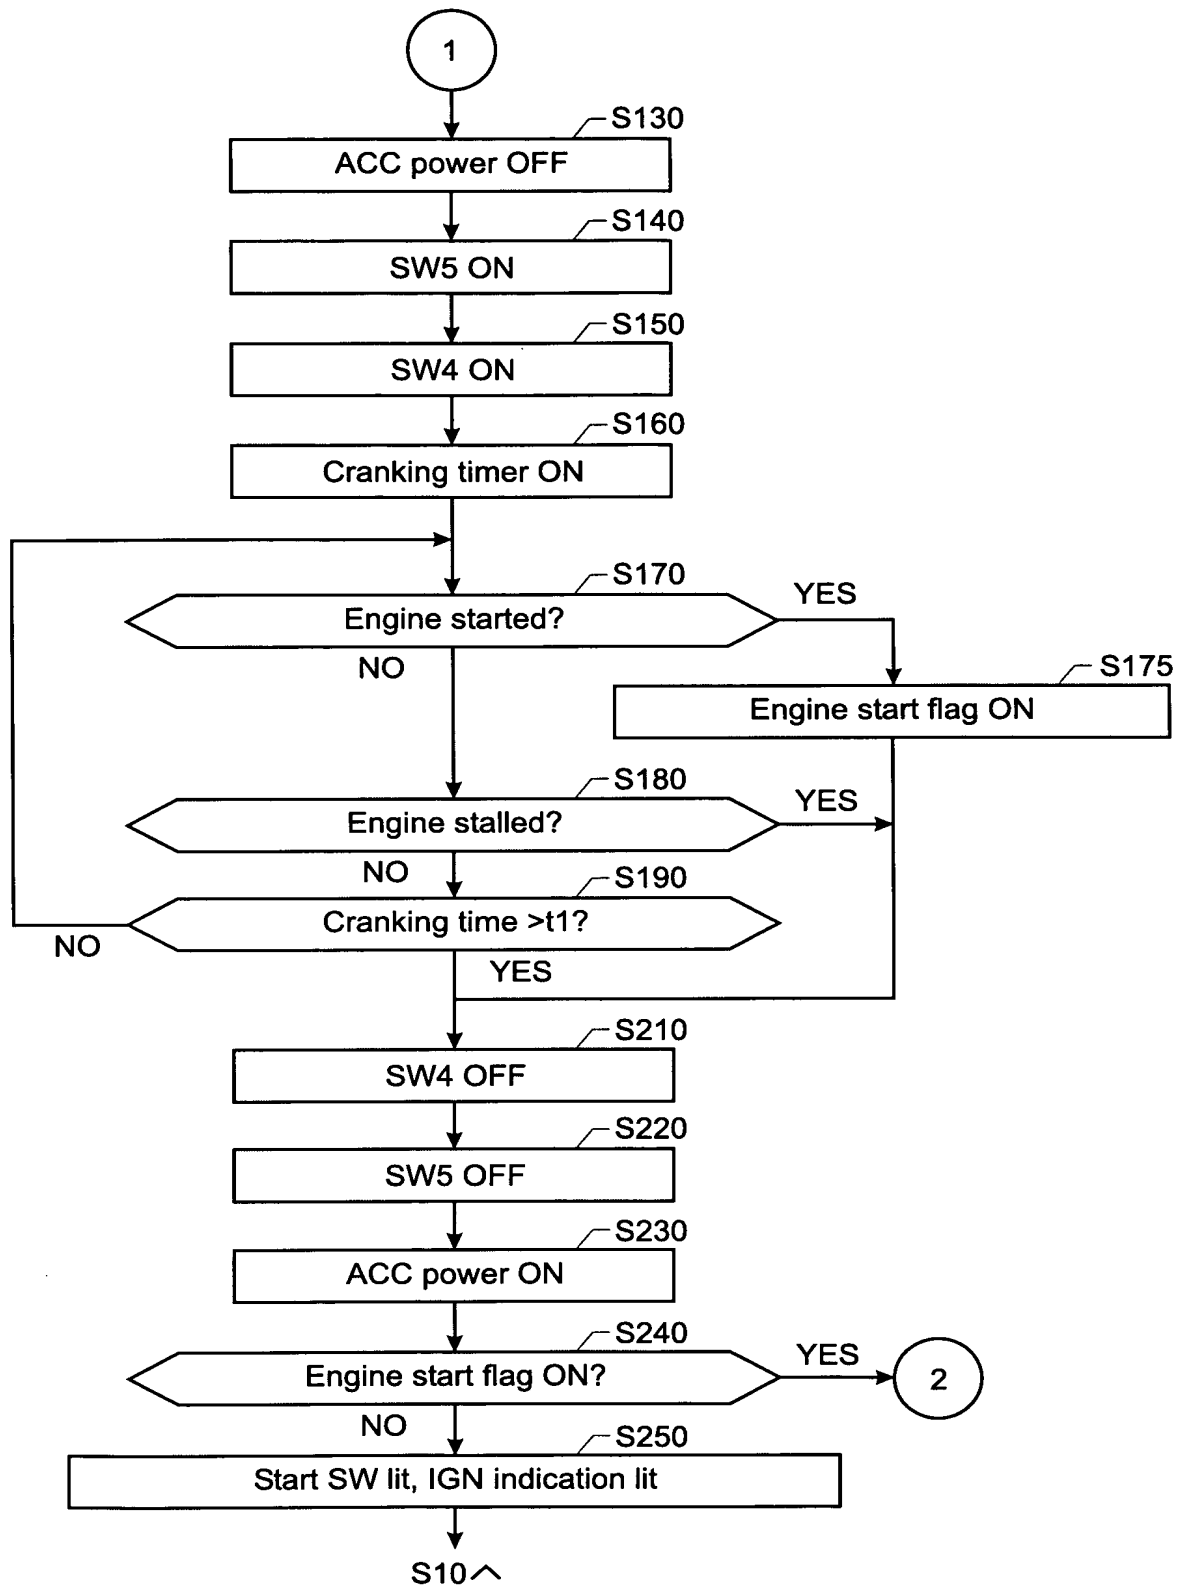 1
S130
ACC power OFF
S140
SW5 ON
S150
SW4 ON
S160
Cranking timer ON
S170
Engine started?
YES
NO
S175
Engine start flag ON
S180
Engine stalled?
YES
NO
S190
Cranking time >t1?
NO
YES
S210
SW4 OFF
S220
SW5 OFF
S230
ACC power ON
S240
Engine start flag ON?
YES
2
NO
S250
Start SW lit, IGN indication lit
S10へ